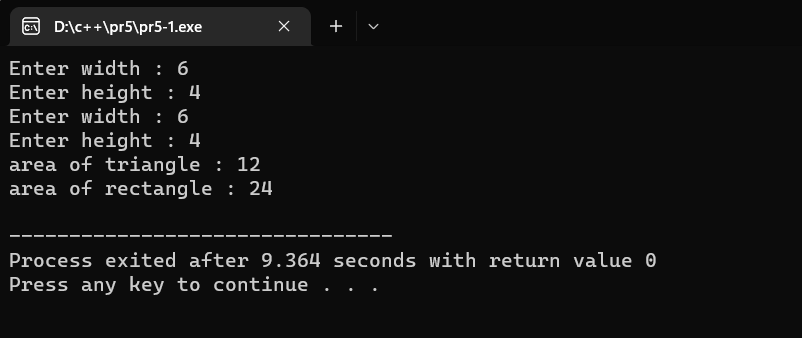 D:\c++\pr5\pr5-1.exe
Enter width : 6
Enter height : 4
Enter width : 6
Enter height : 4
area of triangle : 12
area of rectangle : 24
--------------------------------
Process exited after 9.364 seconds with return value 0
Press any key to continue . . .